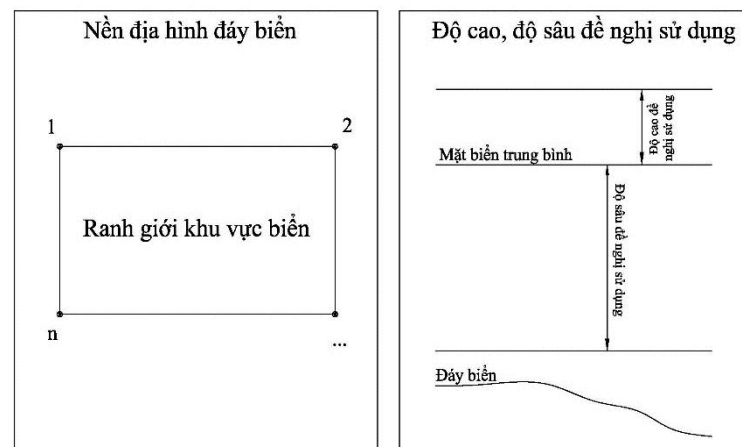 Nền địa hình đáy biển
1
2
Ranh giới khu vực biển
n
...
Độ cao, độ sâu đề nghị sử dụng
Độ cao đề
nghị sử dụng
Mặt biển trung bình
Độ sâu đề nghị sử dụng
Đáy biển